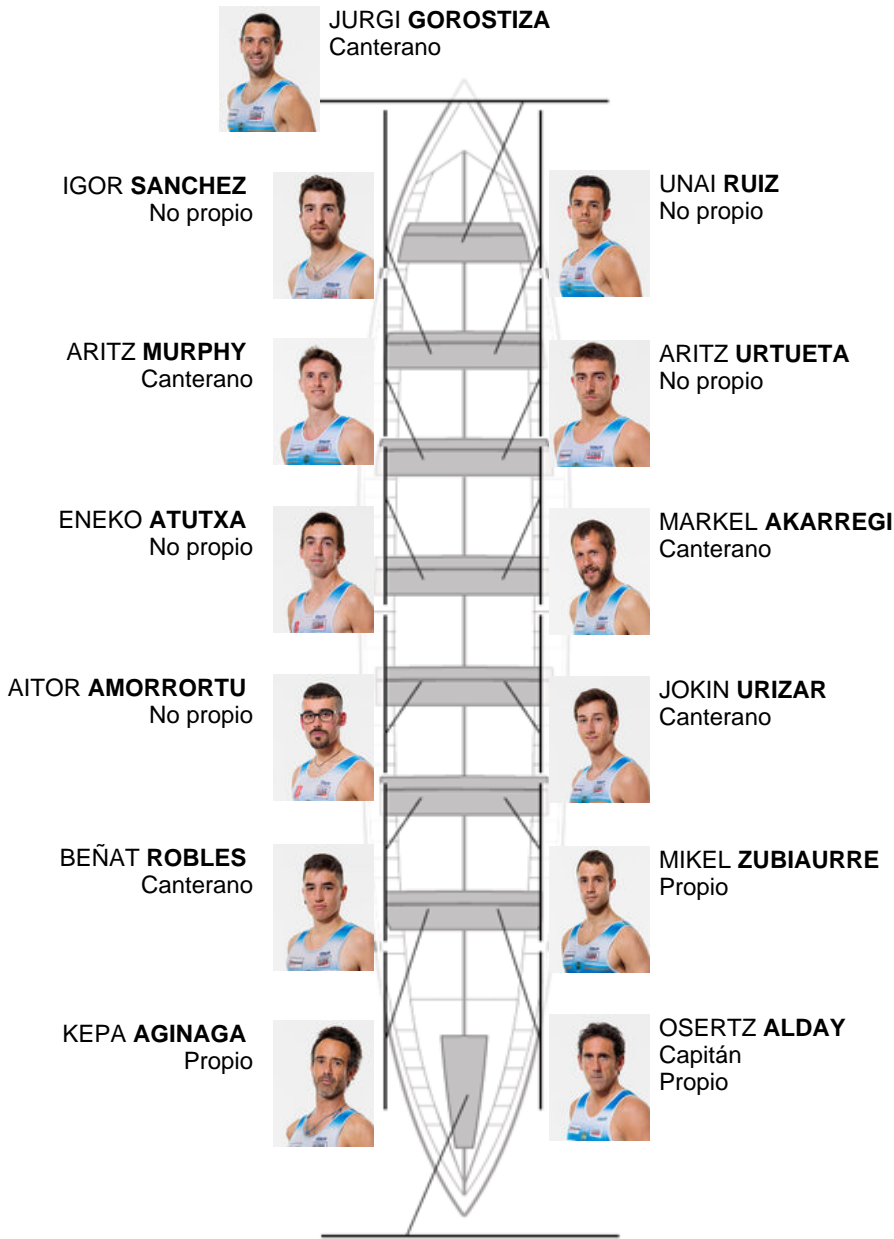 JURGI GOROSTIZA
Canterano
IGOR SANCHEZ
No propio
UNAI RUIZ
No propio
ARITZ MURPHY
Canterano
ARITZ URTUETA
No propio
ENEKO ATUTXA
No propio
MARKEL AKARREGI
Canterano
AITOR AMORRORTU
No propio
JOKIN URIZAR
Canterano
BEÑAT ROBLES
Canterano
MIKEL ZUBIAURRE
Propio
KEPA AGINAGA
Propio
OSERTZ ALDAY
Capitán
Propio